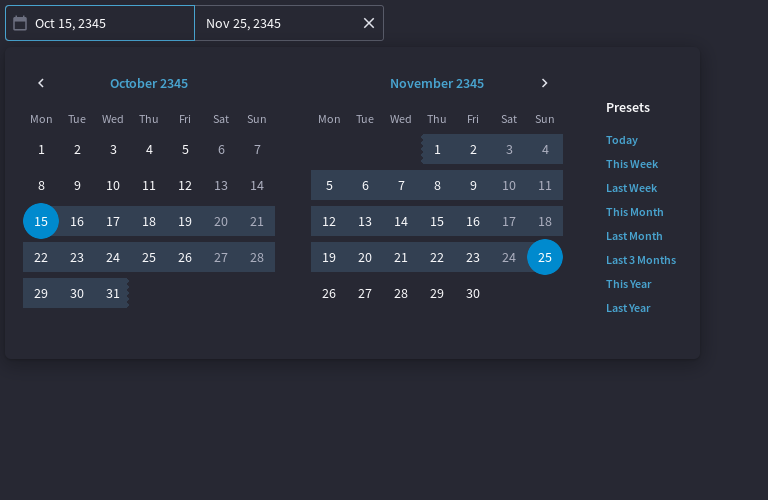 Oct 15, 2345 Nov 25, 2345
October 2345
Mon Tue Wed Thu Fri Sat Sun
1 2 3 4 5 6 7
8 9 10 11 12 13 14
15 16 17 18 19 20 21
22 23 24 25 26 27 28
29 30 31
November 2345
Mon Tue Wed Thu Fri Sat Sun
1 2 3 4
5 6 7 8 9 10 11
12 13 14 15 16 17 18
19 20 21 22 23 24 25
26 27 28 29 30
Presets
Today
This Week
Last Week
This Month
Last Month
Last 3 Months
This Year
Last Year